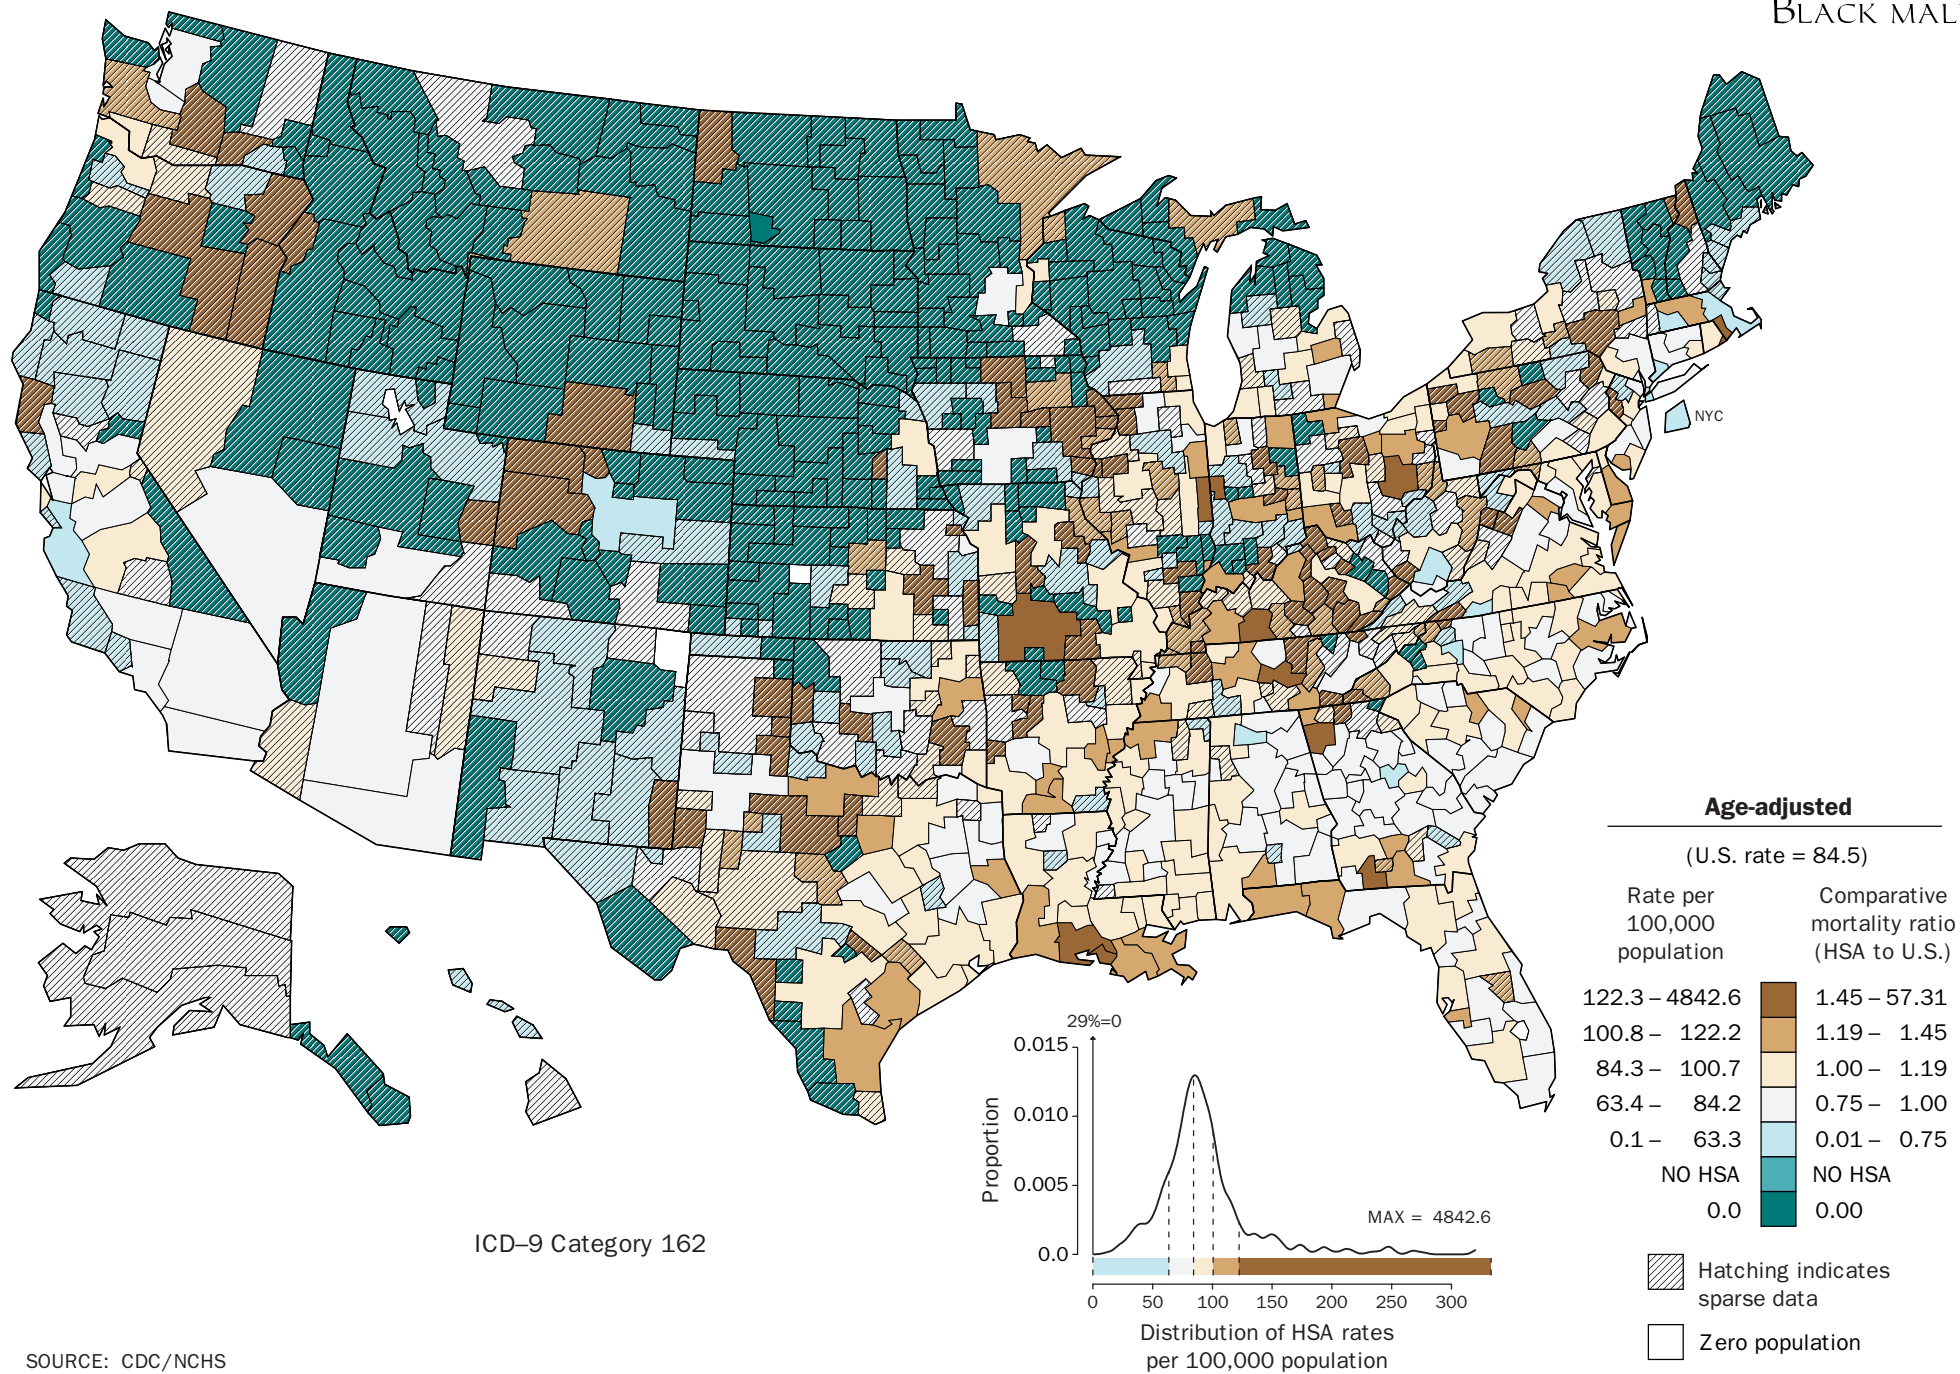 BLACK MAL
NYC
Age-adjusted
(U.S. rate = 84.5)
Rate per 100,000 population
Comparative mortality ratio (HSA to U.S.)
122.3 – 4842.6 1.45 – 57.31
100.8 – 122.2 1.19 – 1.45
84.3 – 100.7 1.00 – 1.19
63.4 – 84.2 0.75 – 1.00
0.1 – 63.3 0.01 – 0.75
NO HSA NO HSA
0.0 0.00
Hatching indicates
sparse data
Zero population
29%=0
0.015
0.010
0.005
0.0
Proportion
MAX = 4842.6
0 50 100 150 200 250 300
Distribution of HSA rates
per 100,000 population
ICD–9 Category 162
SOURCE: CDC/NCHS